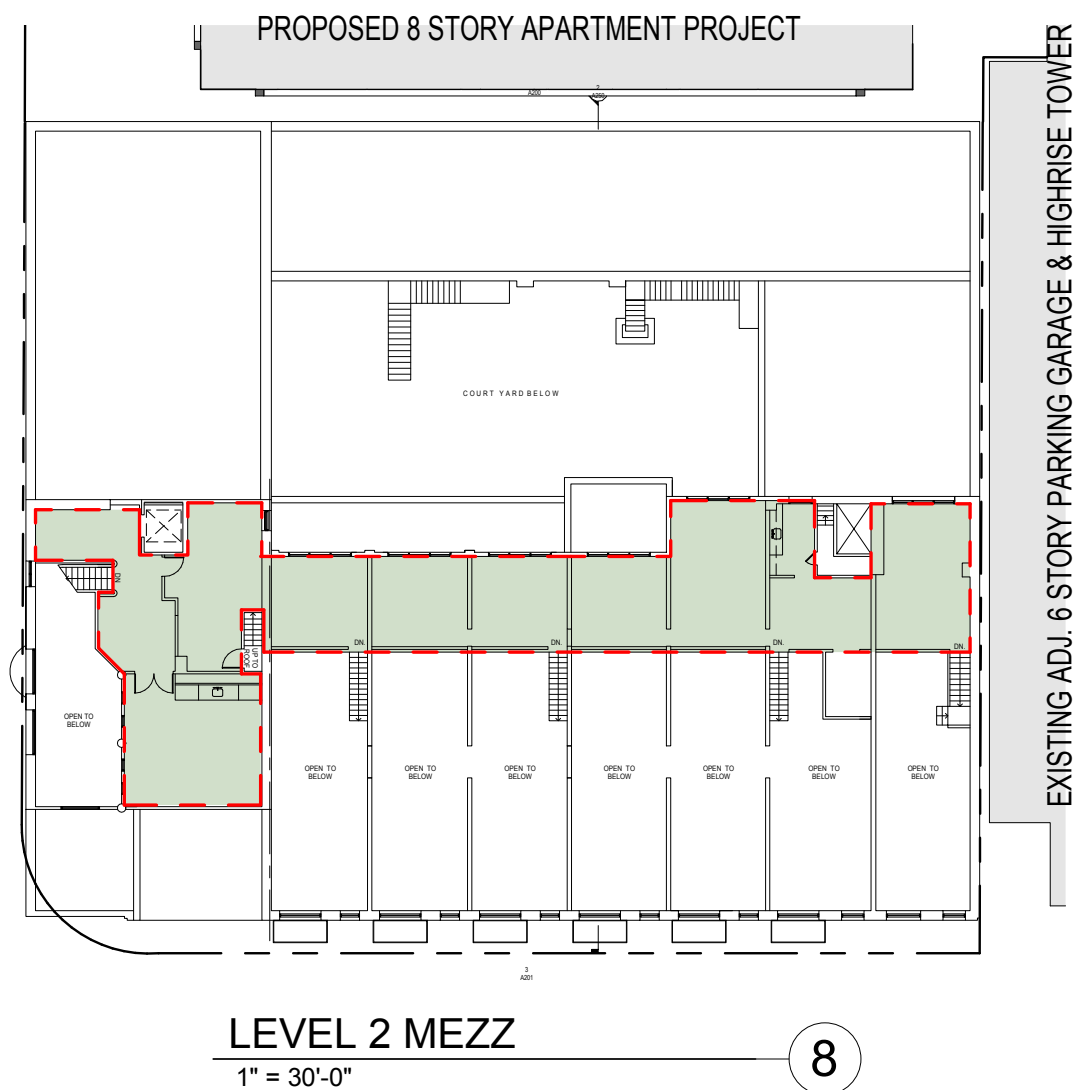 PROPOSED 8 STORY APARTMENT PROJECT
A200
2
A200
EXISTING ADJ. 6 STORY PARKING GARAGE & HIGHRISE TOWER
COURT YARD BELOW
DN
UP TO
ROOF
DN.
DN.
DN.
DN.
OPEN TO
BELOW
OPEN TO
BELOW
OPEN TO
BELOW
OPEN TO
BELOW
OPEN TO
BELOW
OPEN TO
BELOW
OPEN TO
BELOW
OPEN TO
BELOW
3
A201
LEVEL 2 MEZZ
8
1" = 30'-0"